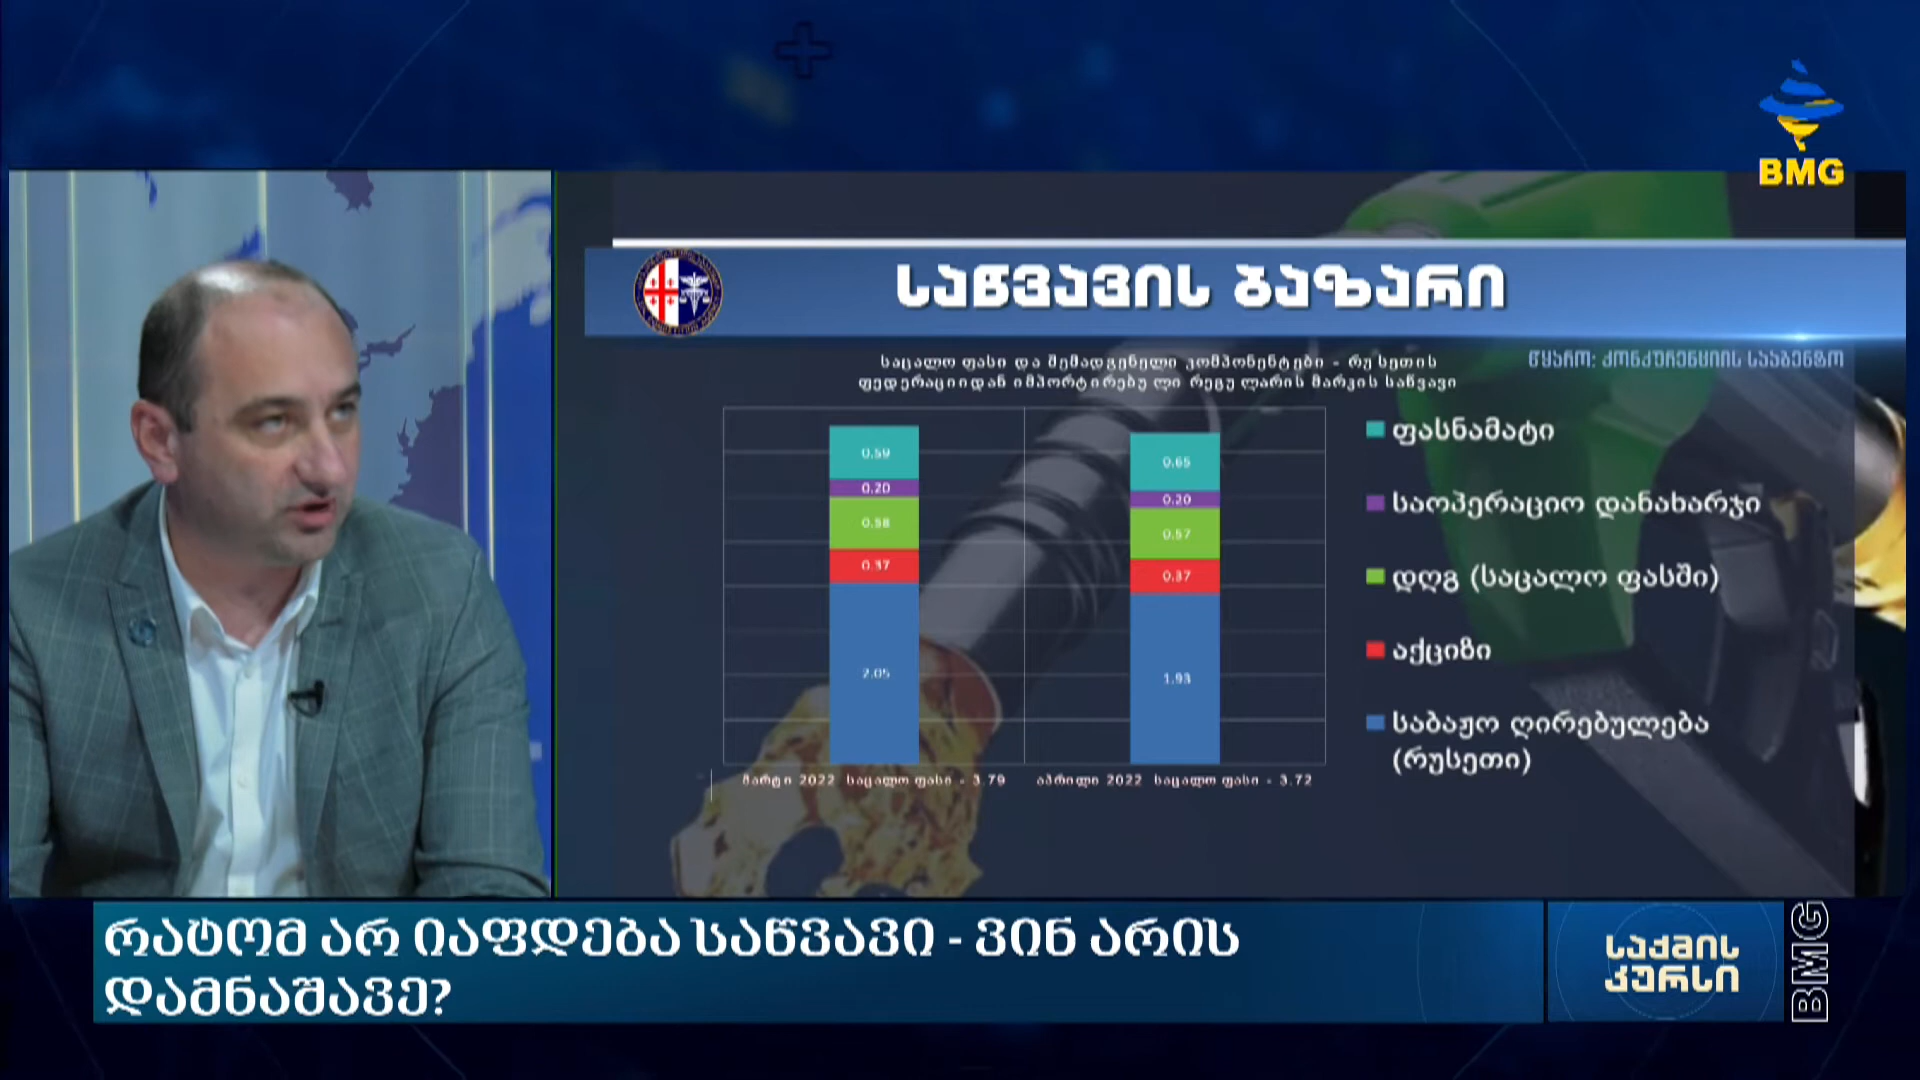 BMG
საწვავის ბაზარი
საცალო ფასი და შემადგენელი კომპონენტები - რუსეთის
ფედერაციიდან იმპორტირებული რეგულარის მარკის საწვავი
წყარო: კონკურენციის სააგენტო
0.59
0.20
0.58
0.37
2.05
0.65
0.20
0.57
0.37
1.93
მარტი 2022 საცალო ფასი - 3.79
აპრილი 2022 საცალო ფასი - 3.72
ფასნამატი
საოპერაციო დანახარჯი
დღგ (საცალო ფასში)
აქციზი
საბაჟო ღირებულება
(რუსეთი)
რატომ არ იაფდება საწვავი - ვინ არის
დამნაშავე?
საქმის
კურსი
BMG